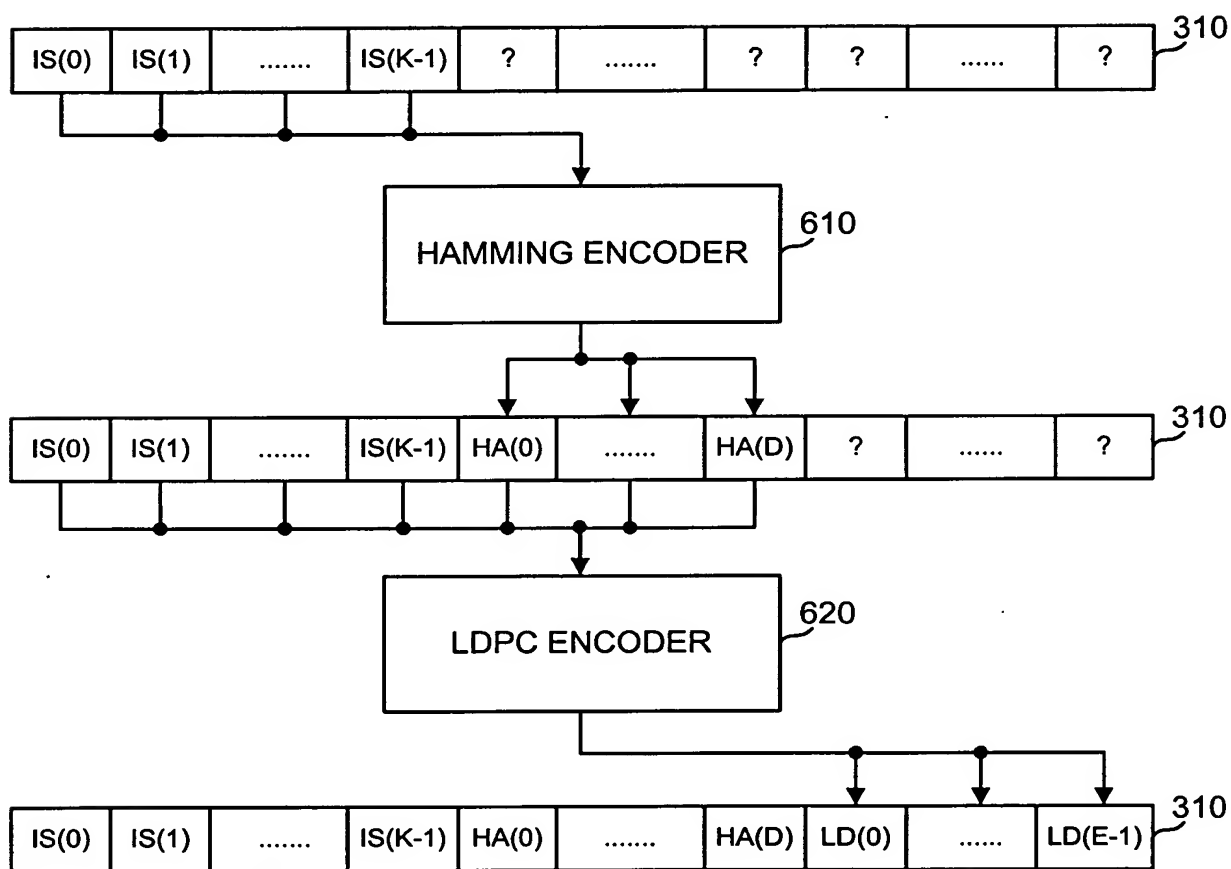 310
IS(0) IS(1) ....... IS(K-1) ? ....... ? ? ...... ?
610
HAMMING ENCODER
310
IS(0) IS(1) ....... IS(K-1) HA(0) ....... HA(D) ? ...... ?
620
LDPC ENCODER
310
IS(0) IS(1) ....... IS(K-1) HA(0) ....... HA(D) LD(0) ...... LD(E-1)